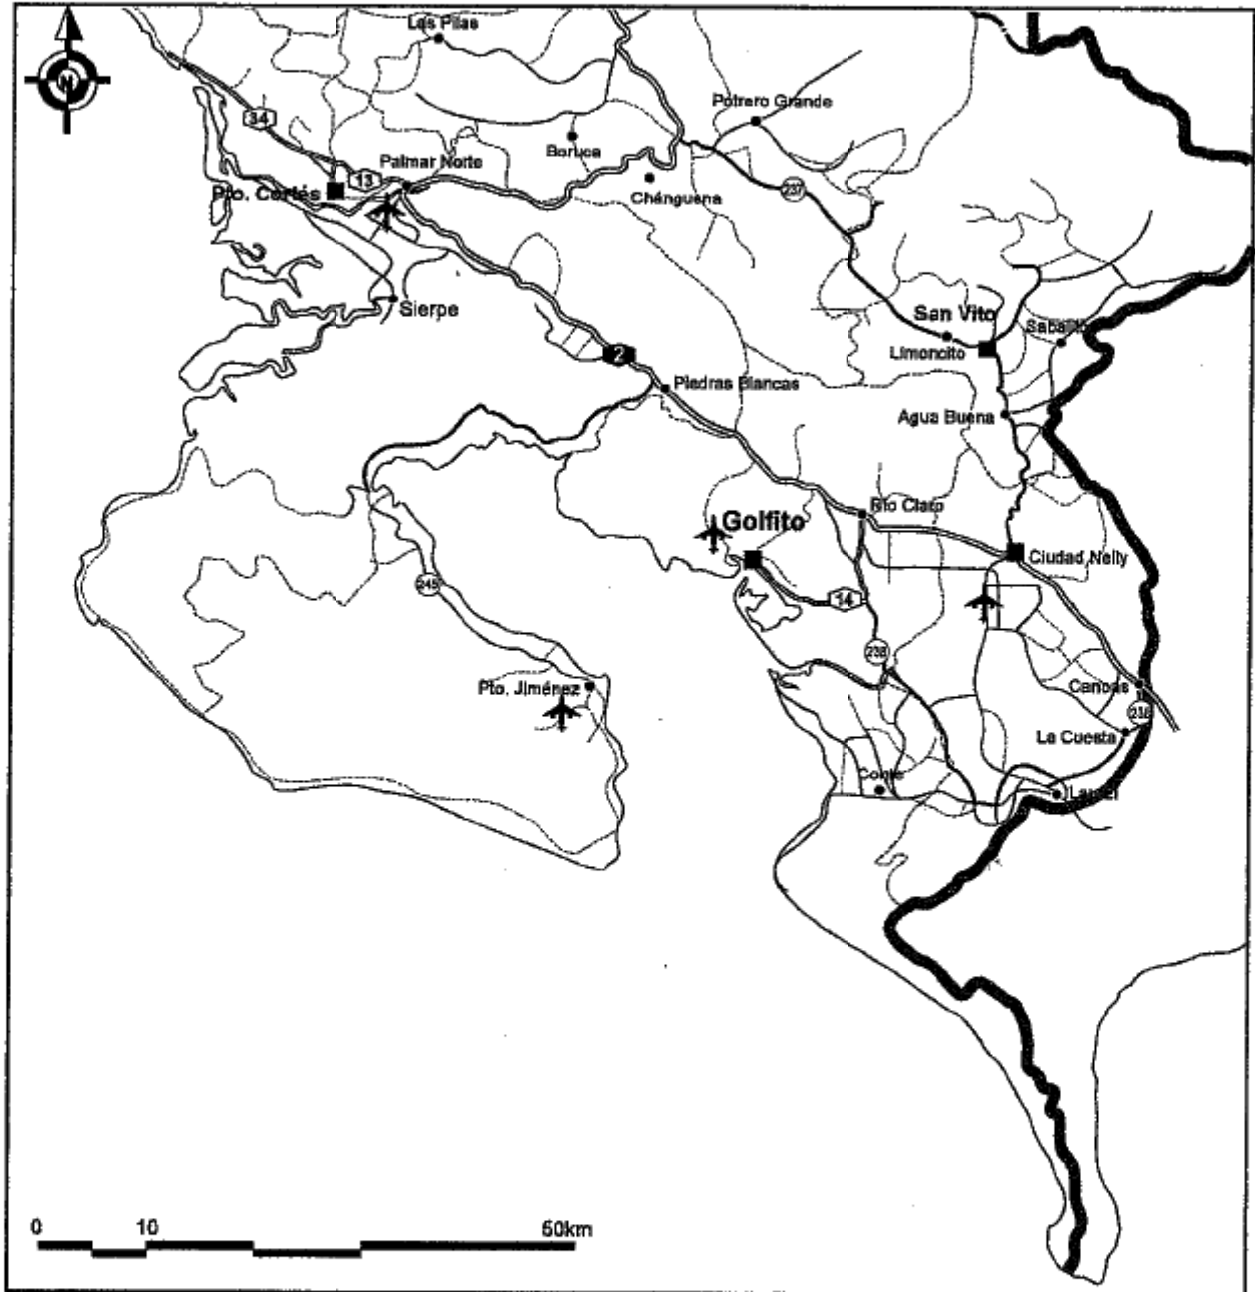 Las Pilas
N
Potrero Grande
34
Boruca
Palmar Norte
13
Pto. Cortés
Chánguena
237
Sierpe
San Vito
Sabalito
Limoncito
2
Piedras Blancas
Agua Buena
Río Claro
Golfito
Ciudad Nelly
245
14
238
Pto. Jiménez
Canoas
La Cuesta
Conte
Laurel
0 10 50km